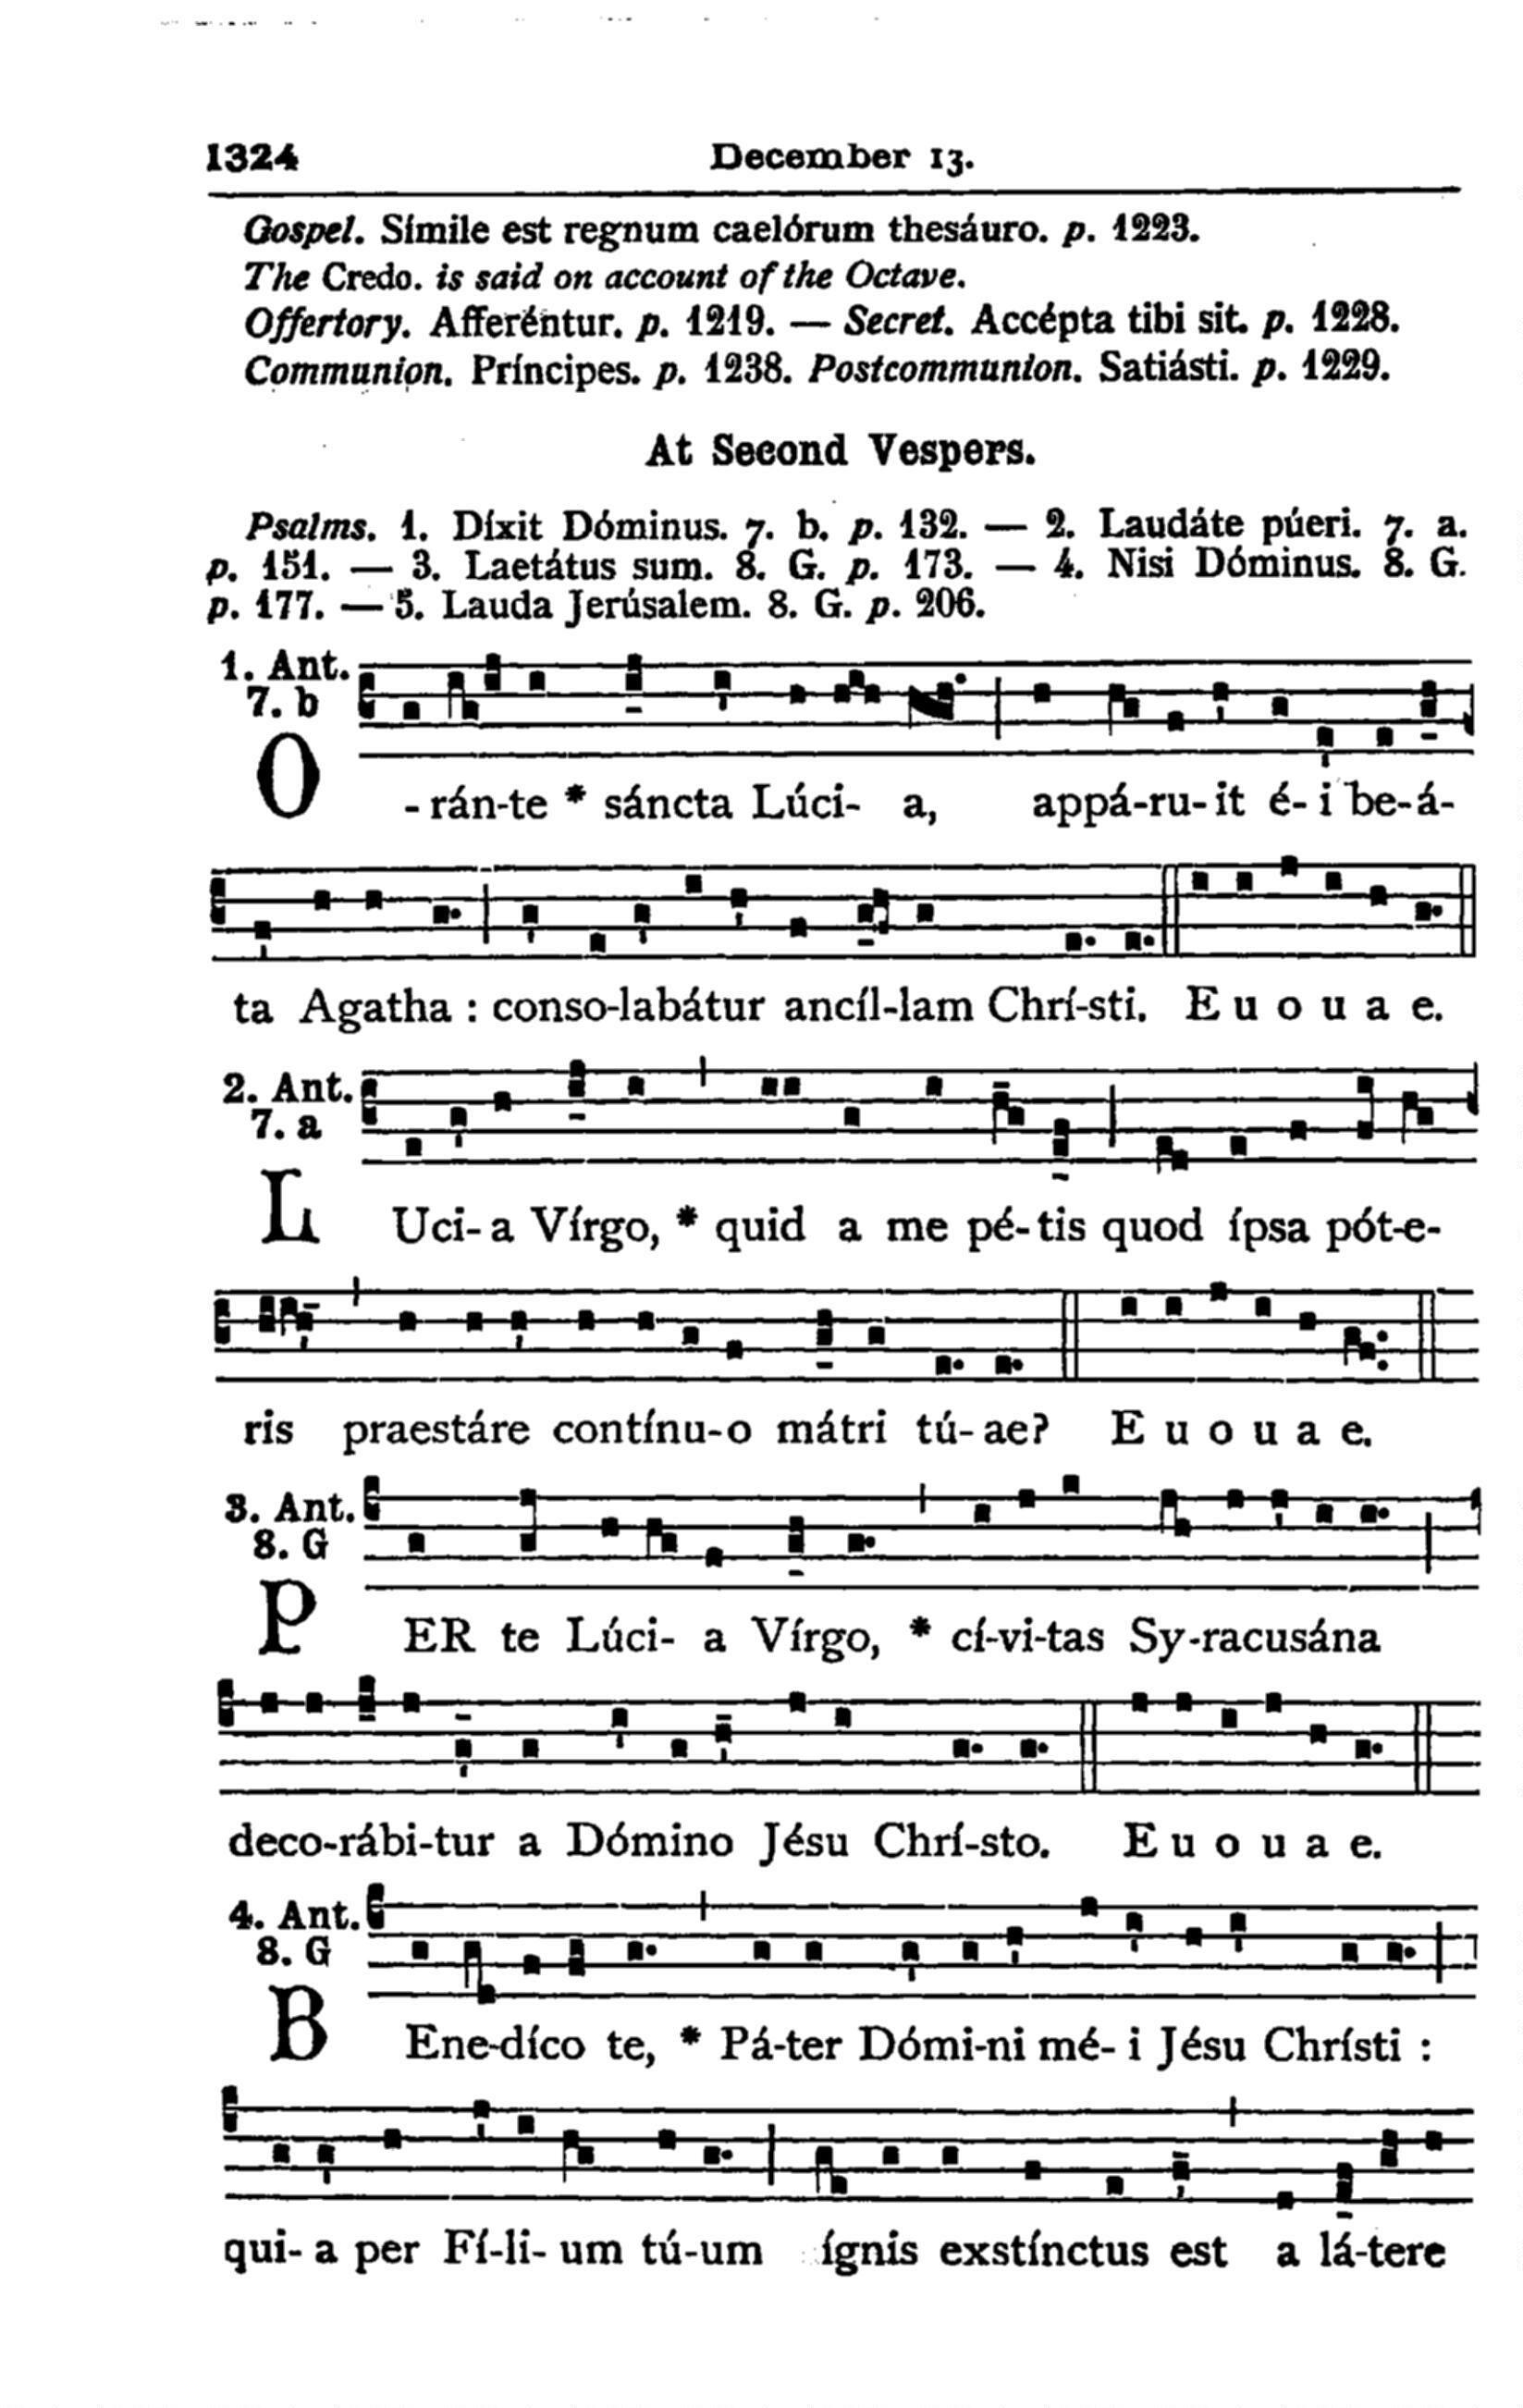 1324 December 13.
Gospel. Símile est regnum caelórum thesáuro. p. 1223.
The Credo. is said on account of the Octave.
Offertory. Afferéntur. p. 1219. — Secret. Accépta tibi sit. p. 1228.
Communion. Príncipes. p. 1238. Postcommunion. Satiásti. p. 1229.
At Second Vespers.
Psalms. 1. Díxit Dóminus. 7. b. p. 132. — 2. Laudáte púeri. 7. a.
p. 151. — 3. Laetátus sum. 8. G. p. 173. — 4. Nisi Dóminus. 8. G.
p. 177. — 5. Lauda Jerúsalem. 8. G. p. 206.
1. Ant.
7. b
O - rán-te * sáncta Lúci- a, appá-ru-it é- i be-á-
ta Agatha : conso-labátur ancíl-lam Chrí-sti. E u o u a e.
2. Ant.
7. a
L Uci- a Vírgo, * quid a me pé-tis quod ípsa pót-e-
ris praestáre contínu-o mátri tú- ae? E u o u a e.
3. Ant.
8. G
P ER te Lúci- a Vírgo, * cí-vi-tas Sy-racusána
deco-rábi-tur a Dómino Jésu Chrí-sto. E u o u a e.
4. Ant.
8. G
B Ene-díco te, * Pá-ter Dómi-ni mé- i Jésu Chrísti :
qui- a per Fí-li- um tú-um ígnis exstínctus est a lá-tere